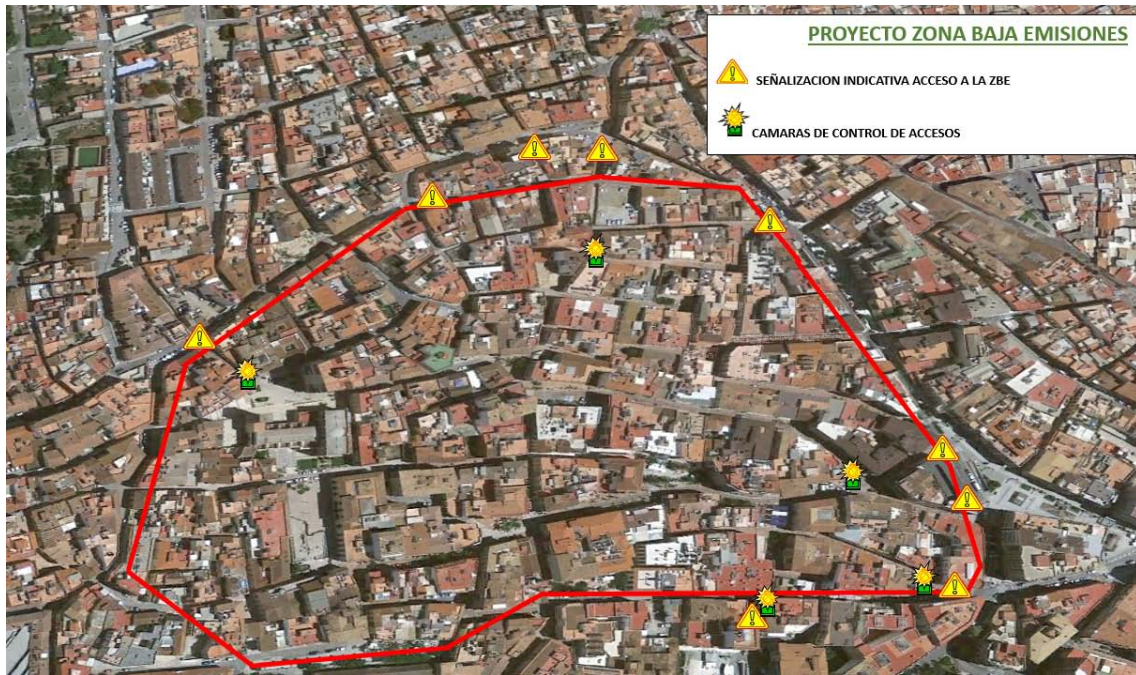 PROYECTO ZONA BAJA EMISIONES
SEÑALIZACION INDICATIVA ACCESO A LA ZBE
CAMARAS DE CONTROL DE ACCESOS